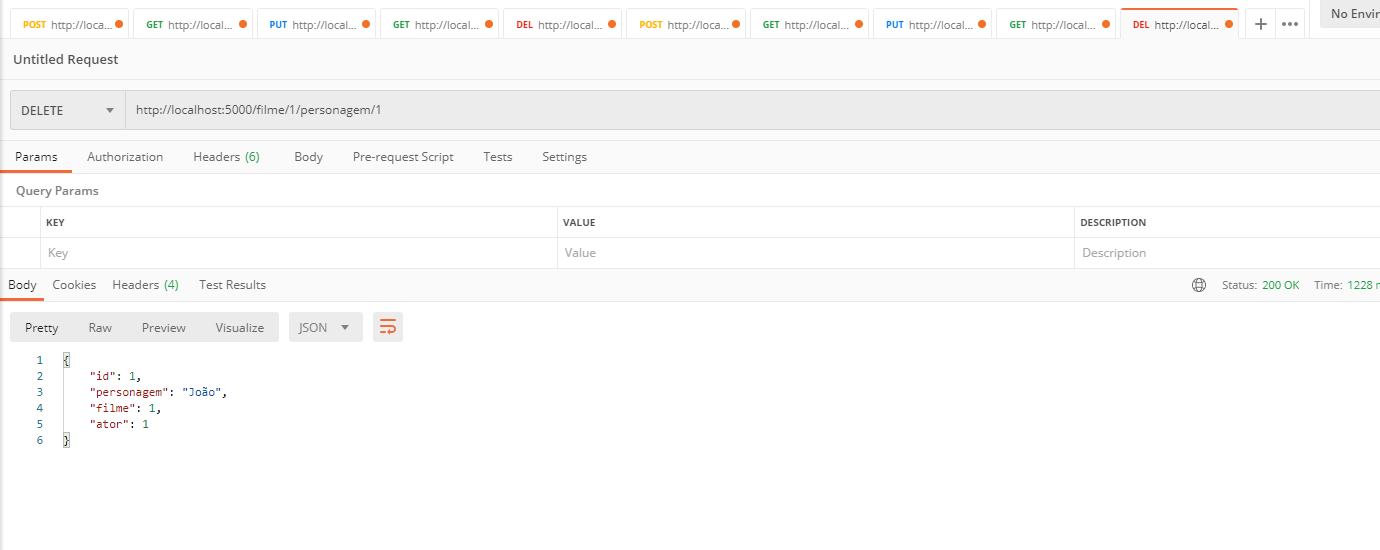 POST http://loca... GET http://local... PUT http://local... GET http://local... DEL http://local... POST http://loca... GET http://local... PUT http://local... GET http://local... DEL http://local... + ••• No Envir
Untitled Request
DELETE http://localhost:5000/filme/1/personagem/1
Params Authorization Headers (6) Body Pre-request Script Tests Settings
Query Params
KEY VALUE DESCRIPTION
Key Value Description
Body Cookies Headers (4) Test Results Status: 200 OK Time: 1228 m
Pretty Raw Preview Visualize JSON
1 {
2 "id": 1,
3 "personagem": "João",
4 "filme": 1,
5 "ator": 1
6 }